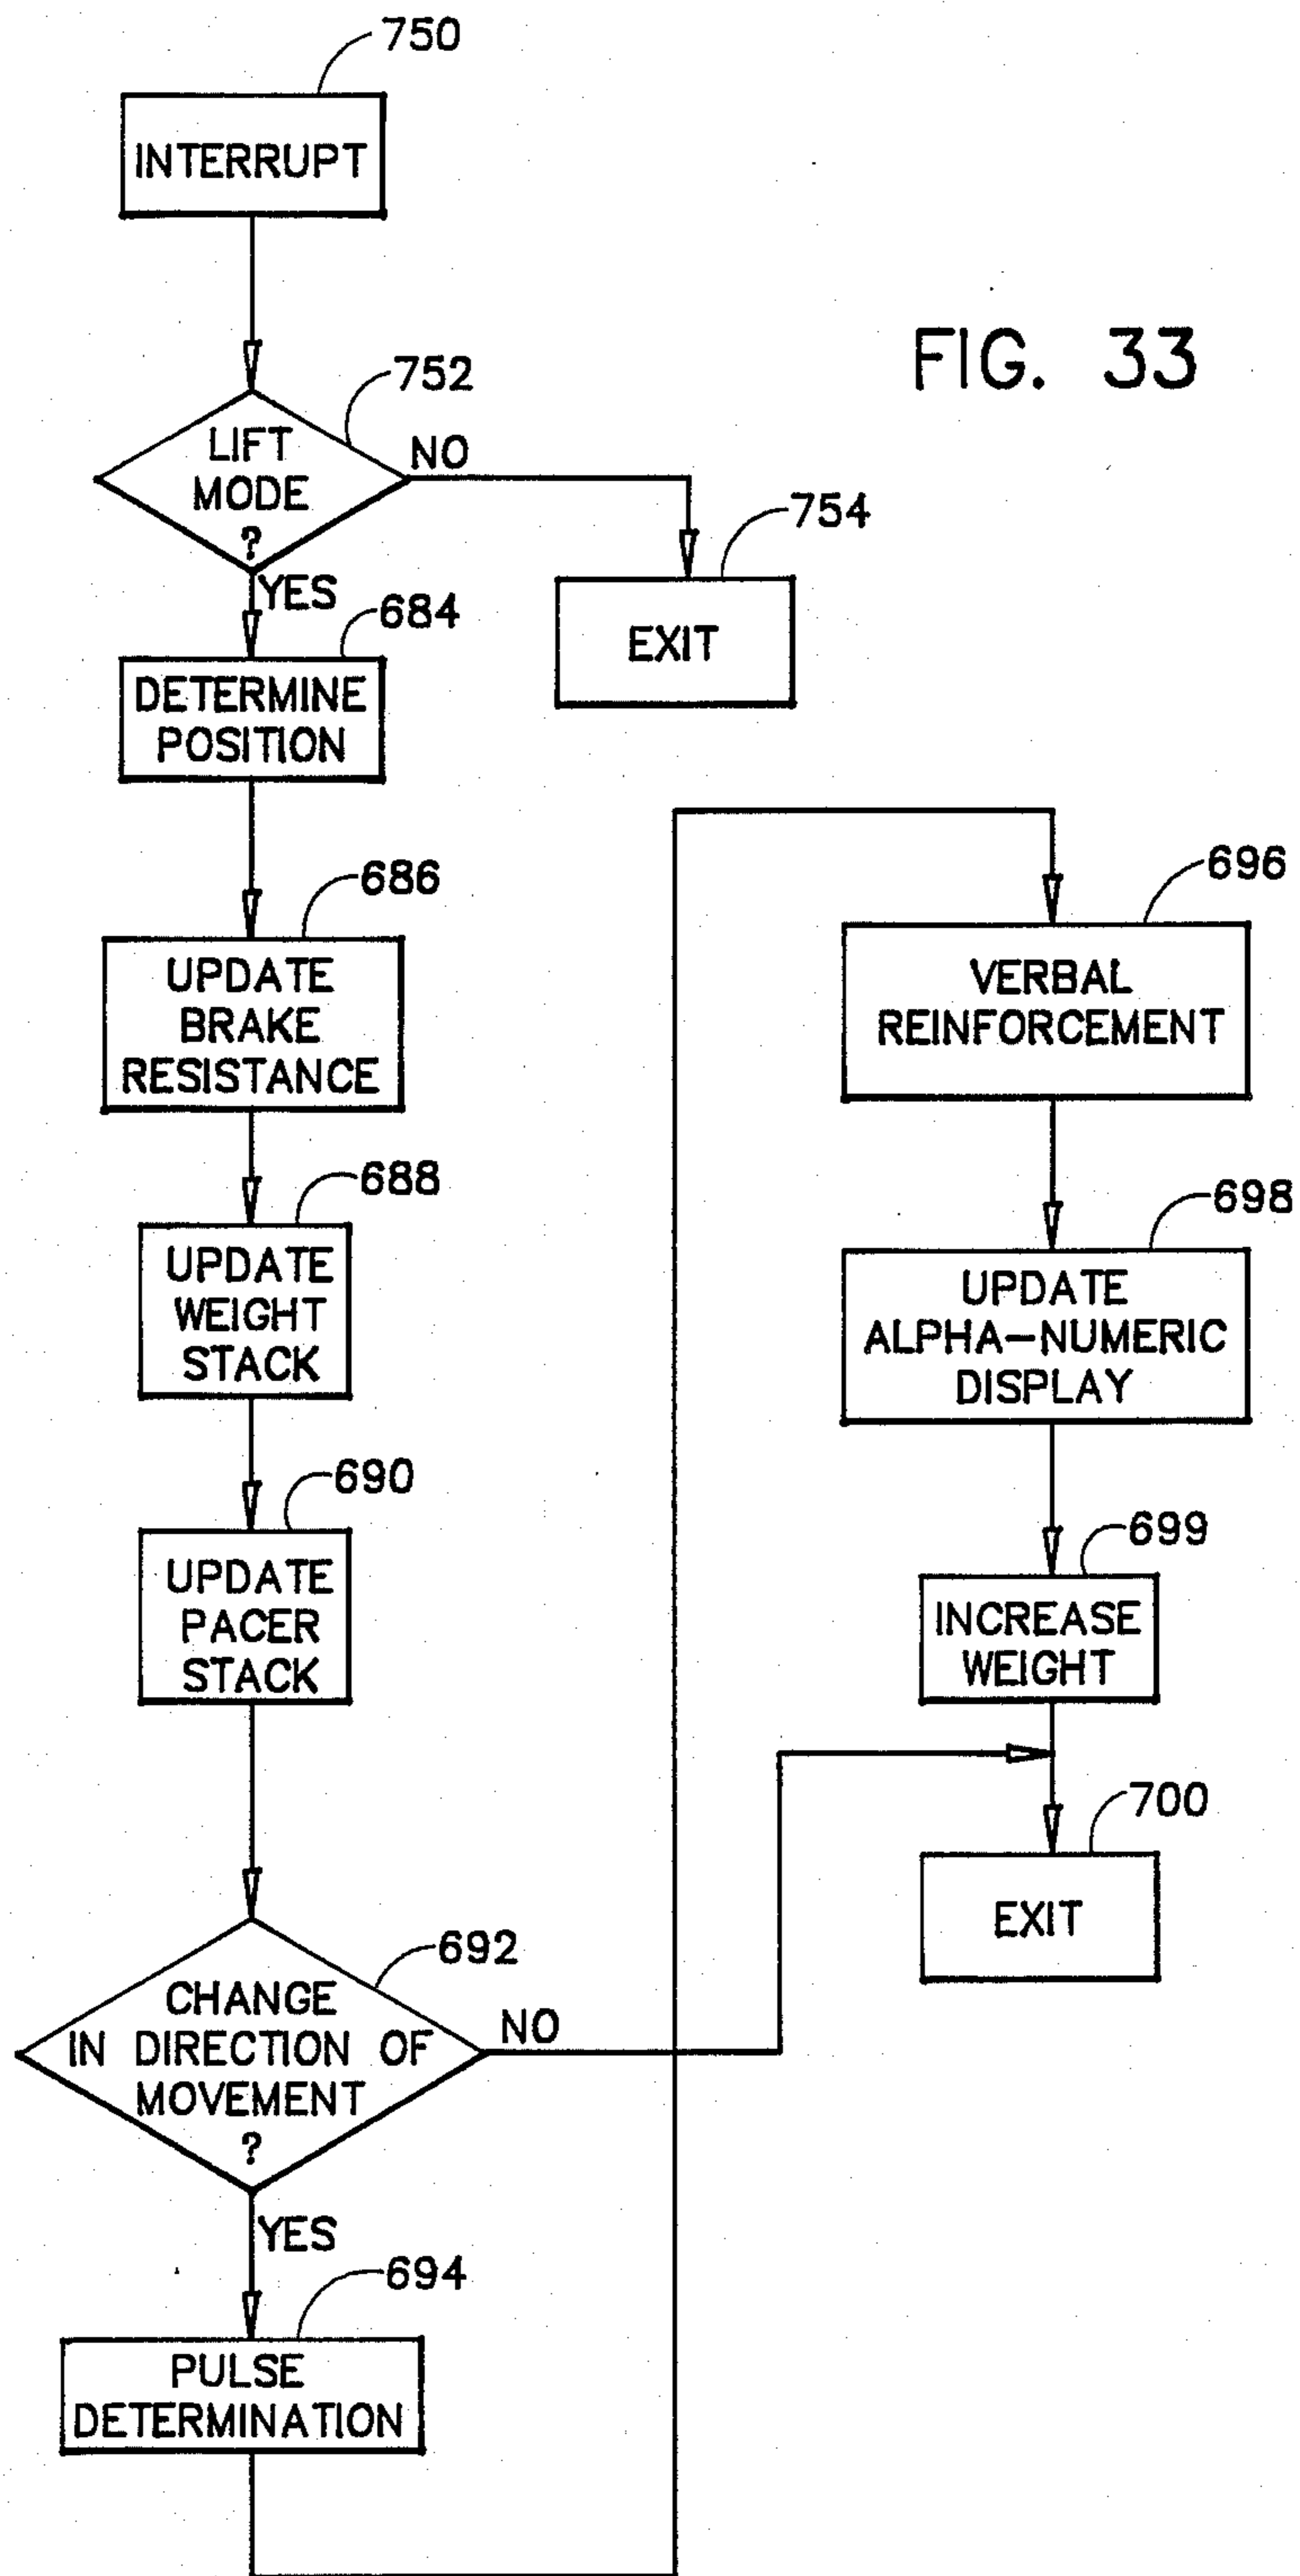 750
INTERRUPT
FIG. 33
752
LIFT
MODE
?
NO
YES
754
EXIT
684
DETERMINE
POSITION
686
UPDATE
BRAKE
RESISTANCE
688
UPDATE
WEIGHT
STACK
690
UPDATE
PACER
STACK
692
CHANGE
IN DIRECTION OF
MOVEMENT
?
NO
YES
694
PULSE
DETERMINATION
696
VERBAL
REINFORCEMENT
698
UPDATE
ALPHA-NUMERIC
DISPLAY
699
INCREASE
WEIGHT
700
EXIT